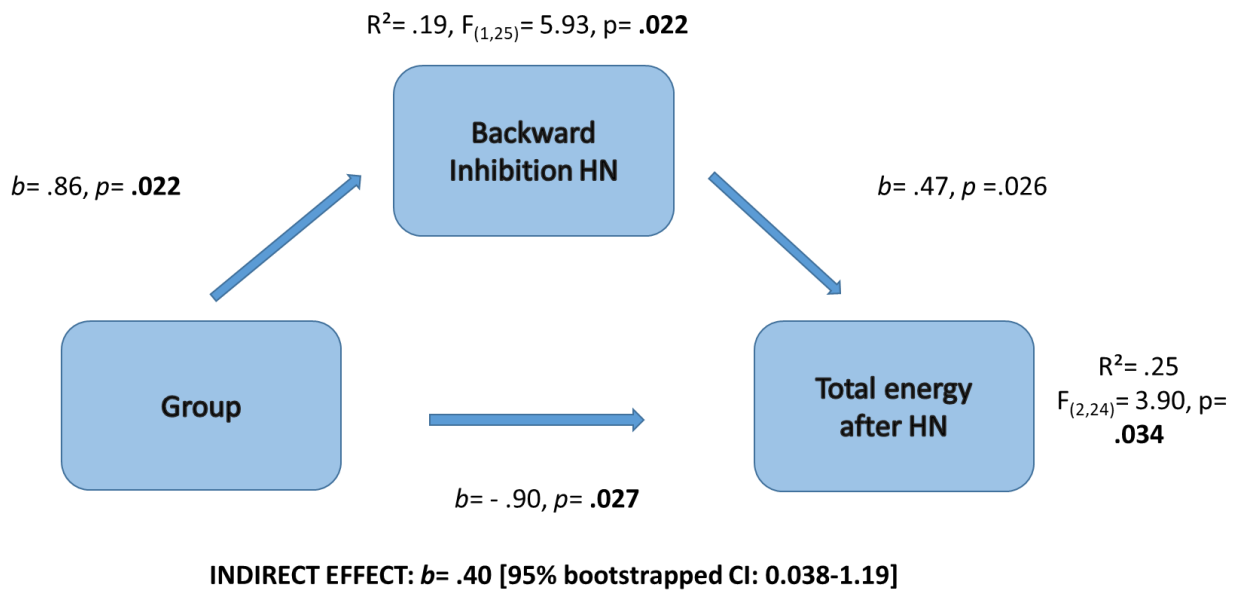 R²= .19, F(1,25)= 5.93, p= .022
Backward
Inhibition HN
b= .86, p= .022
b= .47, p =.026
Group
Total energy
after HN
R²= .25
F(2,24)= 3.90, p=
.034
b= - .90, p= .027
INDIRECT EFFECT: b= .40 [95% bootstrapped CI: 0.038-1.19]